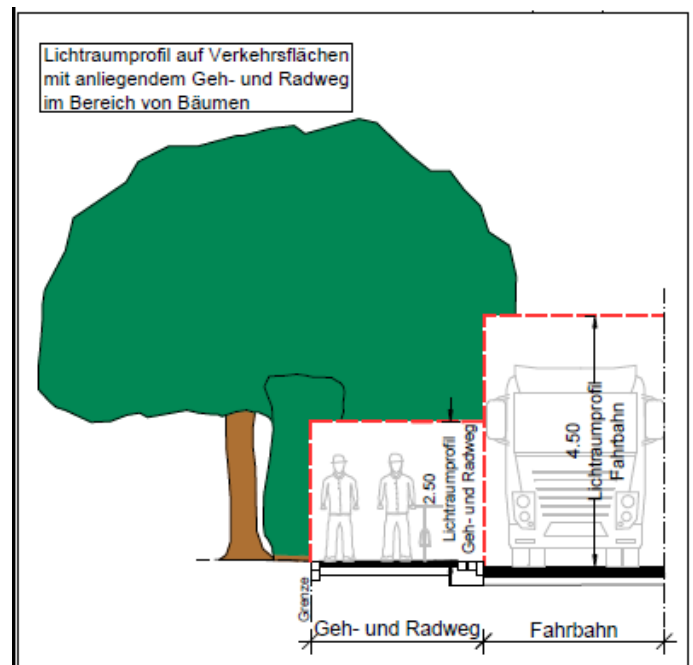 Lichtraumprofil auf Verkehrsflächen
mit anliegendem Geh- und Radweg
im Bereich von Bäumen
4.50
Lichtraumprofil
Fahrbahn
2.50
Lichtraumprofil
Geh- und Radweg
Grenze
Geh- und Radweg
Fahrbahn